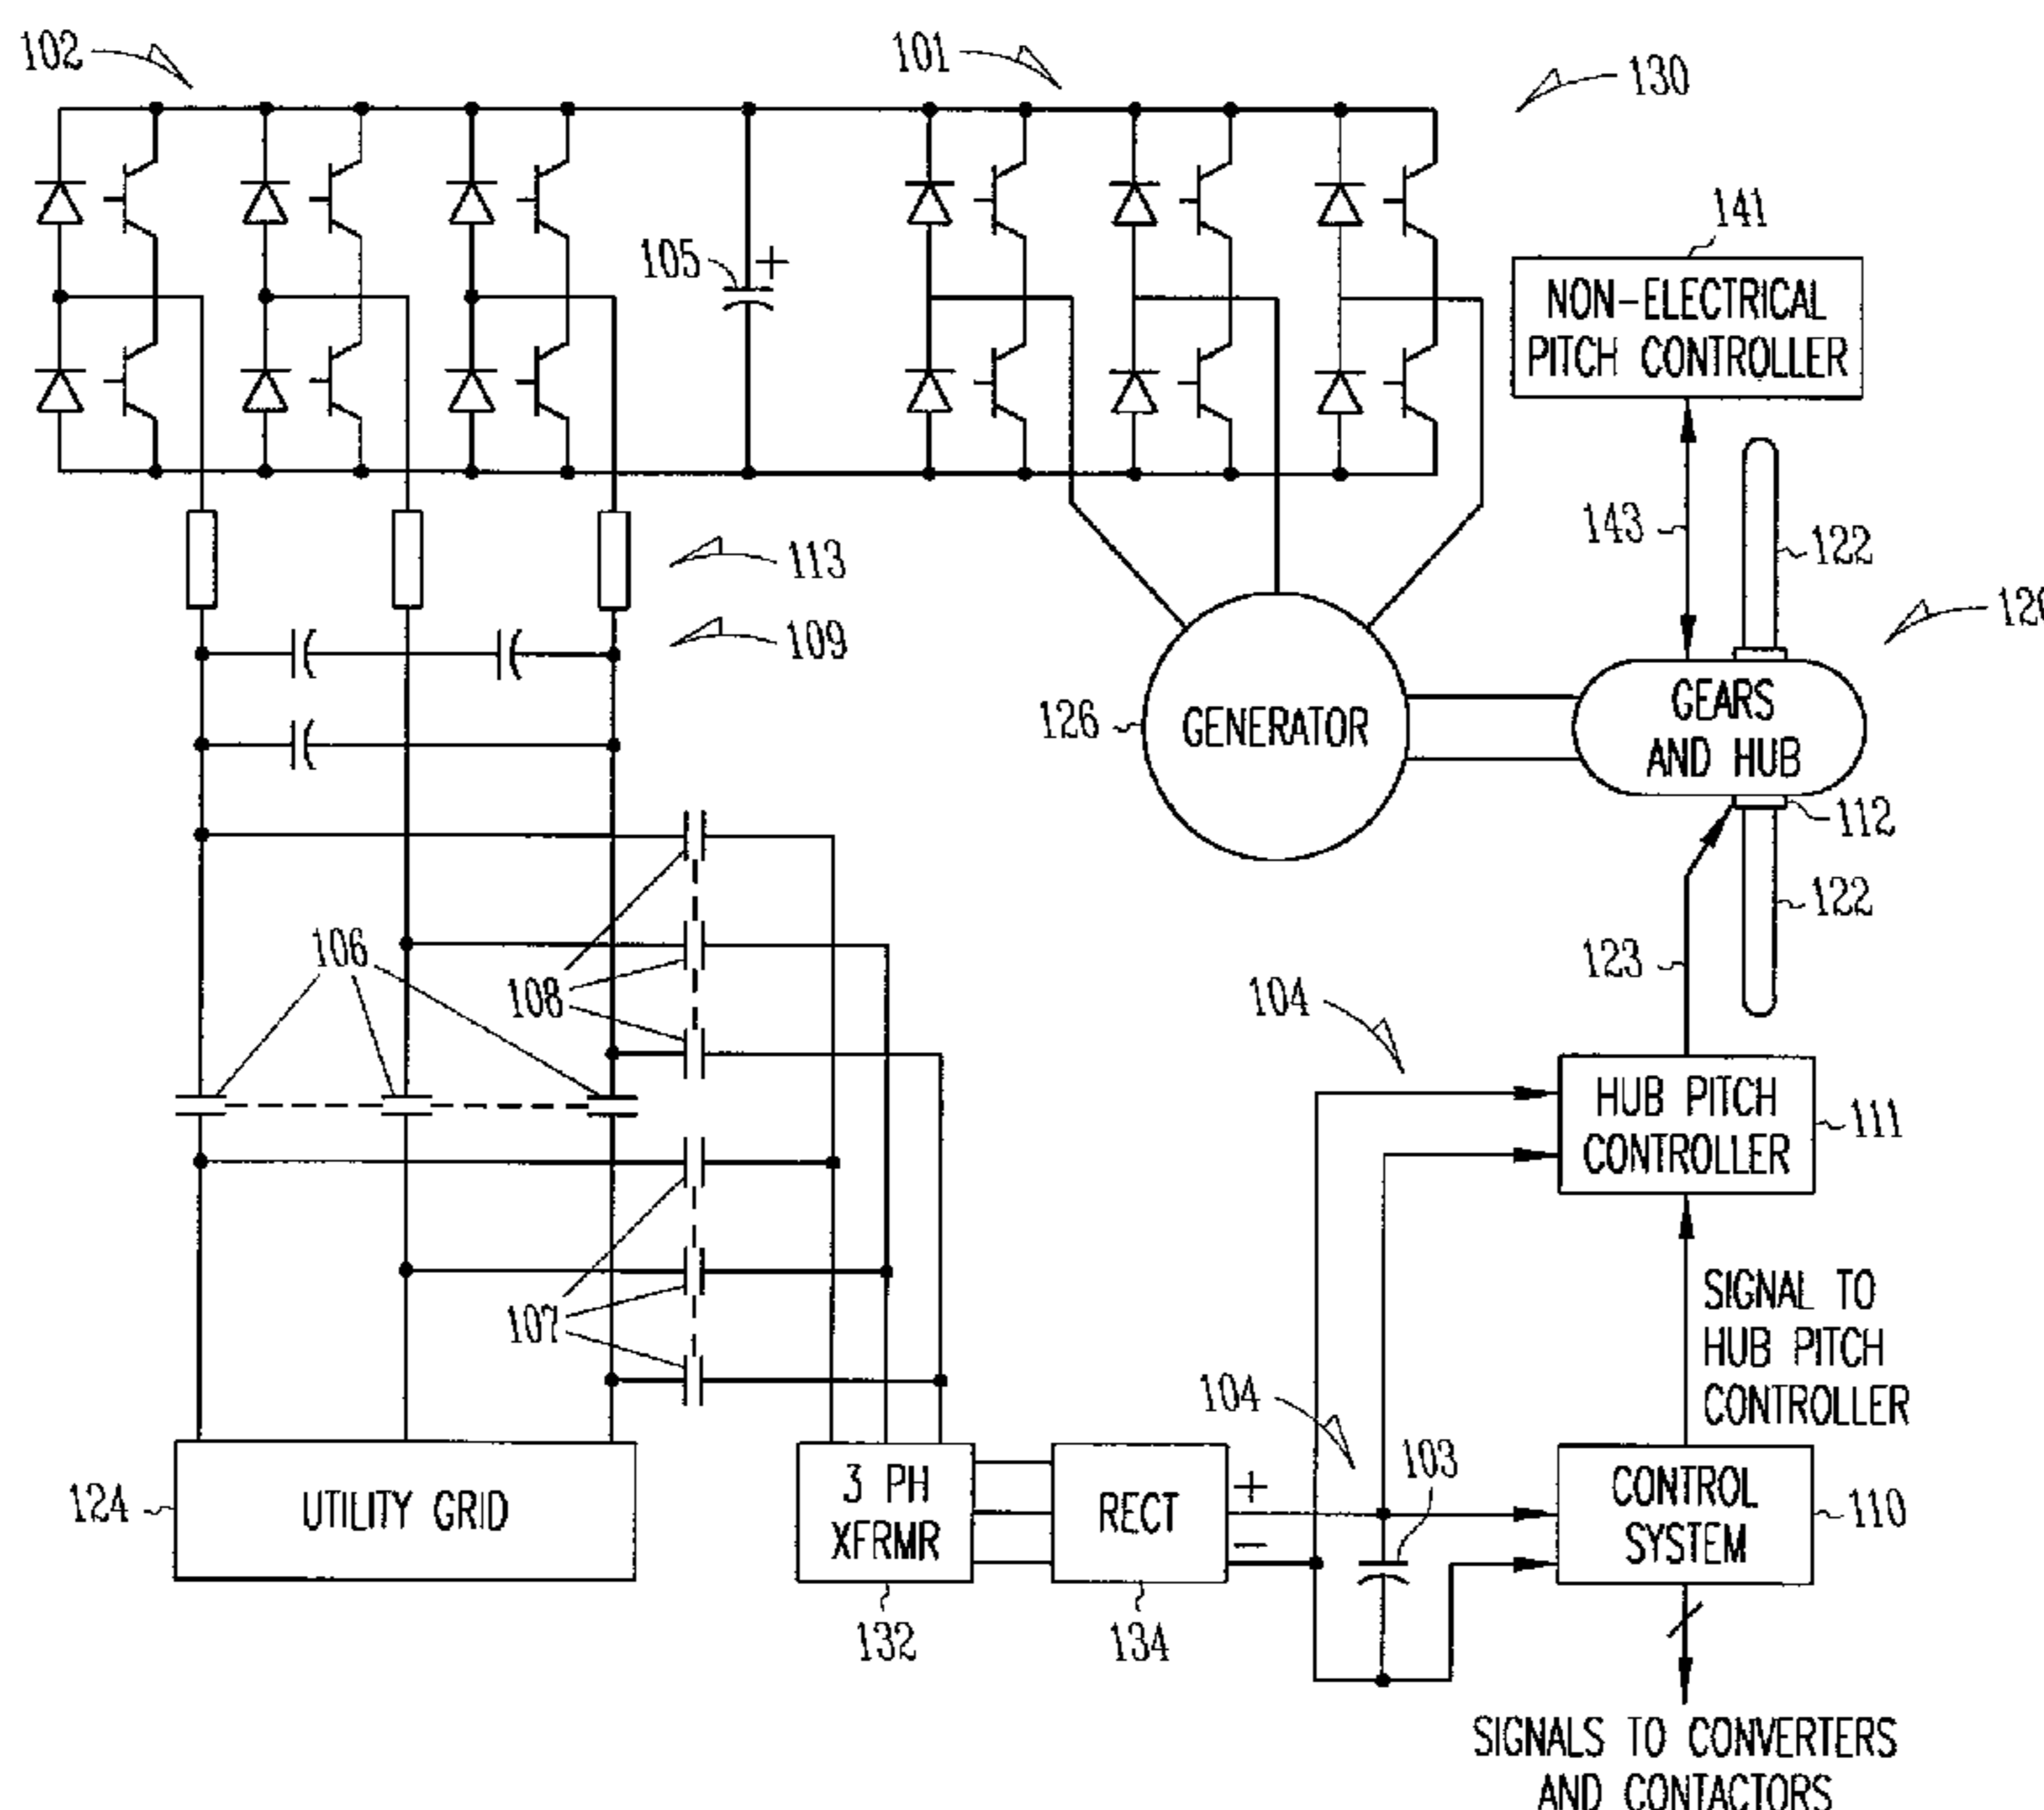 102
101
130
141
105
+
NON-ELECTRICAL
PITCH CONTROLLER
143
122
113
109
126
GENERATOR
GEARS
AND HUB
112
122
106
108
123
104
HUB PITCH
CONTROLLER
111
107
SIGNAL TO
HUB PITCH
CONTROLLER
104
103
124
UTILITY GRID
3 PH
XFRMR
RECT
+
−
CONTROL
SYSTEM
110
132
134
SIGNALS TO CONVERTERS
AND CONTACTORS